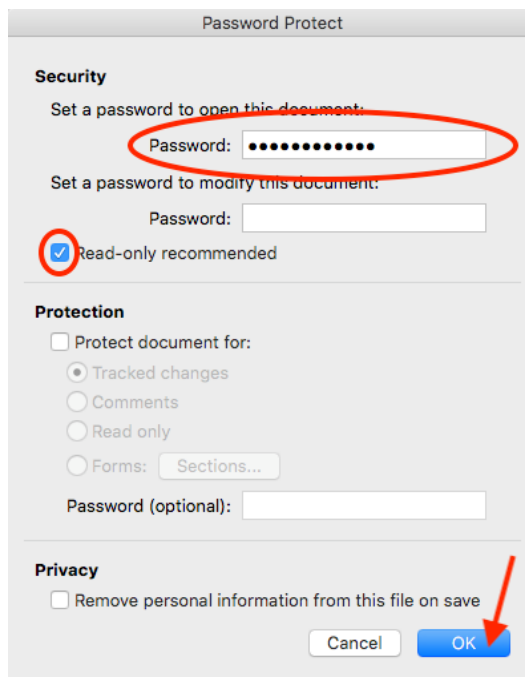 Password Protect
Security
Set a password to open this document:
Password: ••••••••••••
Set a password to modify this document:
Password:
Read-only recommended
Protection
Protect document for:
Tracked changes
Comments
Read only
Forms: Sections...
Password (optional):
Privacy
Remove personal information from this file on save
Cancel OK